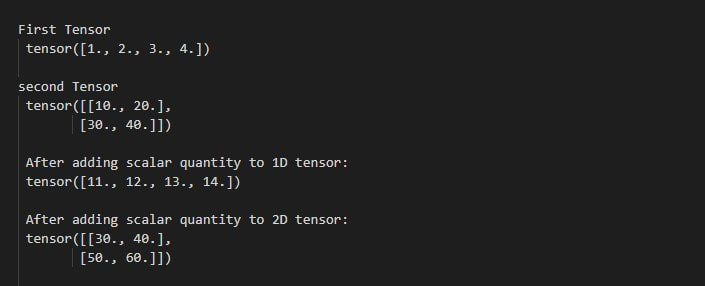 First Tensor
tensor([1., 2., 3., 4.])
second Tensor
tensor([[10., 20.],
[30., 40.]])
After adding scalar quantity to 1D tensor:
tensor([11., 12., 13., 14.])
After adding scalar quantity to 2D tensor:
tensor([[30., 40.],
[50., 60.]])